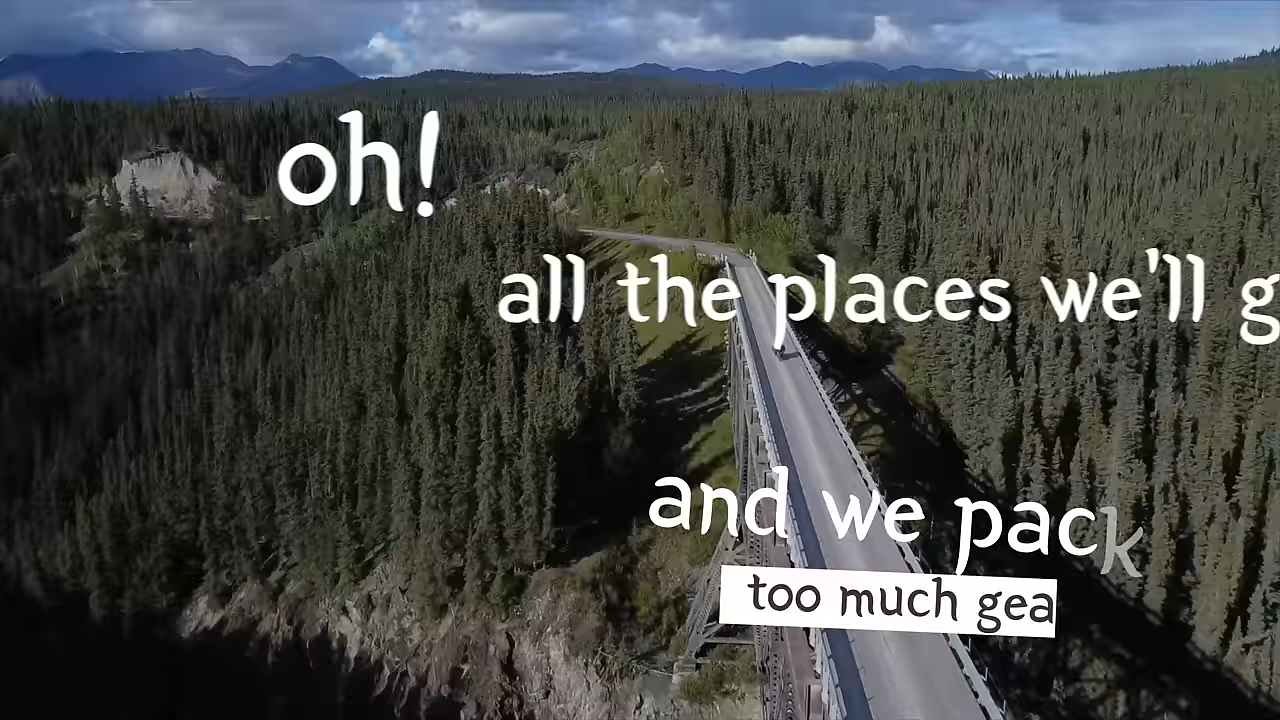 oh!
all the places we'll g
and we pack
too much gea